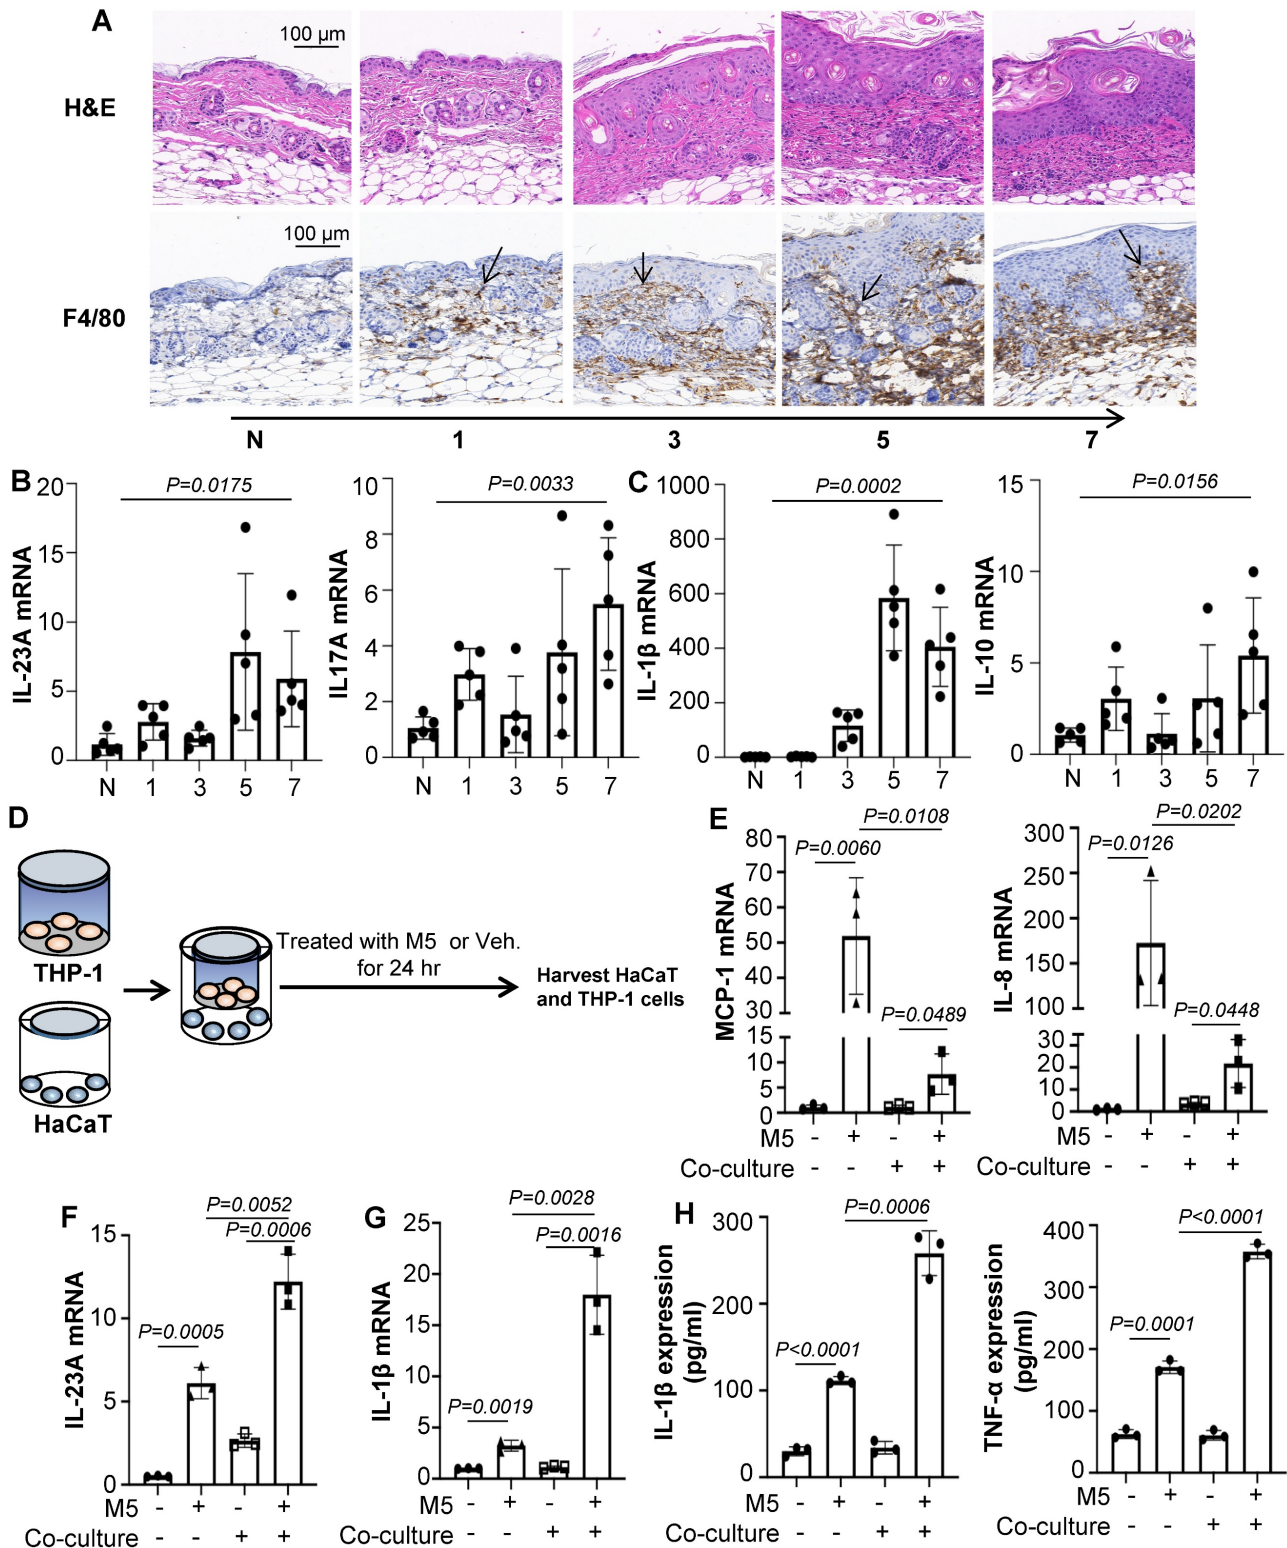 A
100 µm
H&E
100 µm
F4/80
N 1 3 5 7
B
IL-23A mRNA
20
15
10
5
0
P=0.0175
N 1 3 5 7
IL17A mRNA
10
8
6
4
2
0
P=0.0033
N 1 3 5 7
C
IL-1β mRNA
1000
800
600
400
200
0
P=0.0002
N 1 3 5 7
IL-10 mRNA
15
10
5
0
P=0.0156
N 1 3 5 7
D
THP-1
HaCaT
Treated with M5 or Veh.
for 24 hr
Harvest HaCaT
and THP-1 cells
E
MCP-1 mRNA
80
70
60
50
40
30
15
10
5
0
P=0.0108
P=0.0060
P=0.0489
M5 - + - +
Co-culture - - + +
IL-8 mRNA
300
250
200
150
100
30
20
10
0
P=0.0202
P=0.0126
P=0.0448
M5 - + - +
Co-culture - - + +
F
IL-23A mRNA
15
10
5
0
P=0.0052
P=0.0006
P=0.0005
M5 - + - +
Co-culture - - + +
G
IL-1β mRNA
25
20
15
10
5
0
P=0.0028
P=0.0016
P=0.0019
M5 - + - +
Co-culture - - + +
H
IL-1β expression
(pg/ml)
300
200
100
0
P=0.0006
P<0.0001
M5 - + - +
Co-culture - - + +
TNF-α expression
(pg/ml)
400
300
200
100
0
P<0.0001
P=0.0001
M5 - + - +
Co-culture - - + +